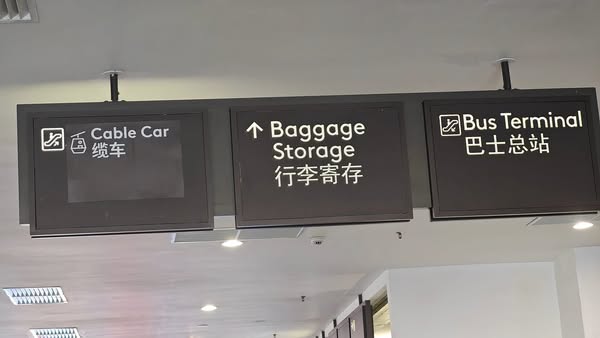 Cable Car
缆车
↑ Baggage
Storage
行李寄存
Bus Terminal
巴士总站